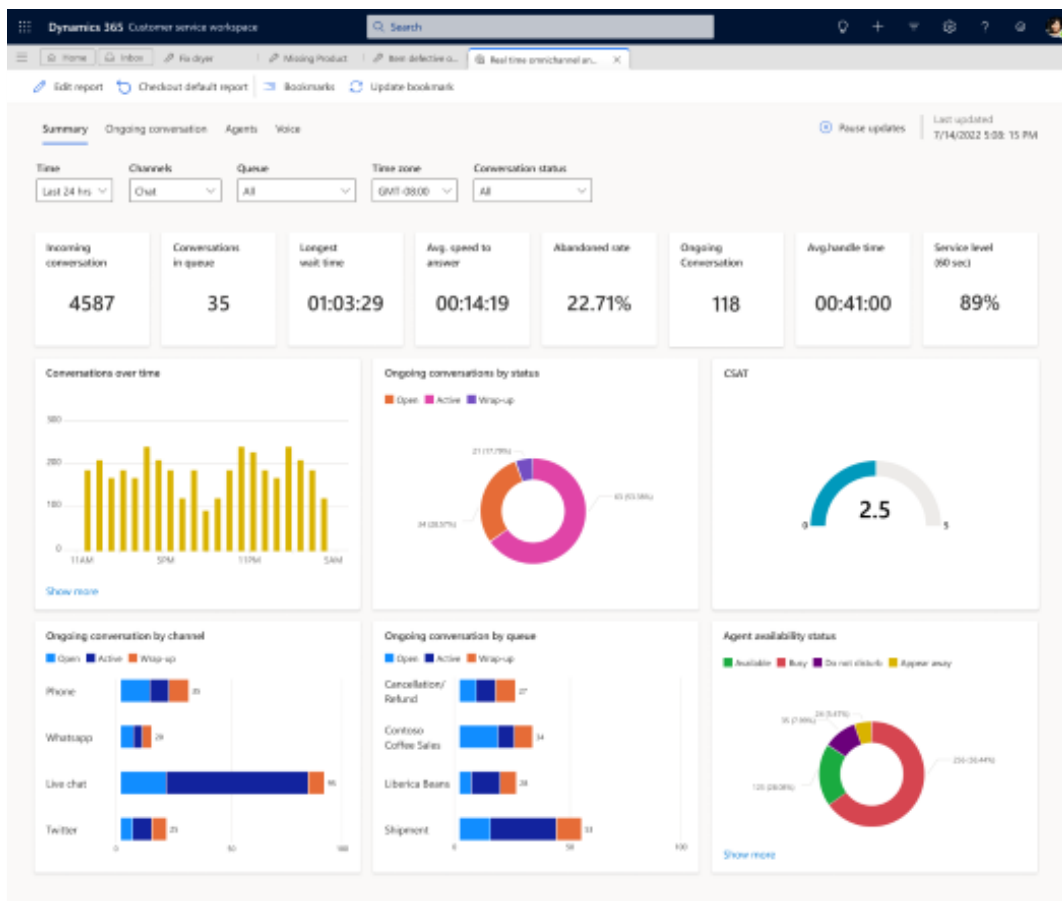 Dynamics 365 Customer service workspace
Search
Home
Inbox
Fix dryer
Missing Product
Item defective o...
Real time omnichannel an...
Edit report
Checkout default report
Bookmarks
Update bookmark
Summary
Ongoing conversation
Agents
Voice
Pause updates
Last updated
7/14/2022 5:08: 15 PM
Time
Channels
Queue
Time zone
Conversation status
Last 24 hrs
Chat
All
GMT-08:00
All
Incoming
conversation
4587
Conversations
in queue
35
Longest
wait time
01:03:29
Avg. speed to
answer
00:14:19
Abandoned rate
22.71%
Ongoing
Conversation
118
Avg.handle time
00:41:00
Service level
(60 sec)
89%
Conversations over time
300
200
100
0
11AM
5PM
11PM
5AM
Show more
Ongoing conversations by status
Open
Active
Wrap-up
CSAT
2.5
0
5
Ongoing conversation by channel
Open
Active
Wrap-up
Phone
Whatsapp
Live chat
Twitter
0
50
100
Ongoing conversation by queue
Open
Active
Wrap-up
Cancellation/
Refund
27
Contoso
Coffee Sales
34
Liberica Beans
Shipment
53
0
50
100
Agent availability status
Available
Busy
Do not disturb
Appear away
Show more